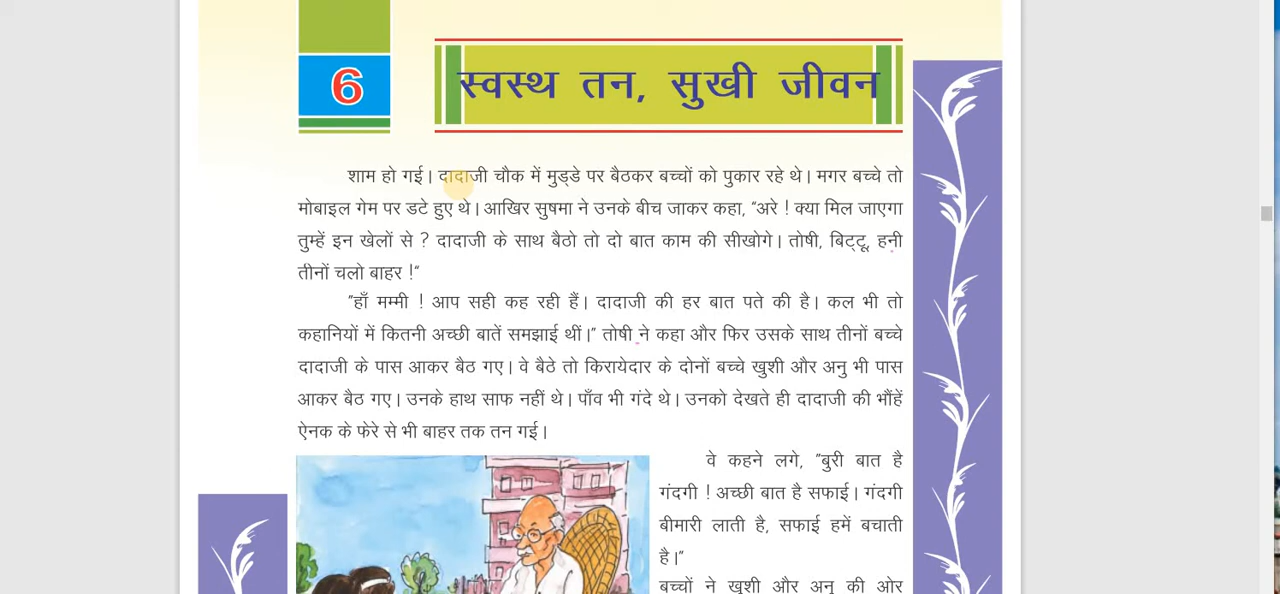 6
स्वस्थ तन, सुखी जीवन
शाम हो गई। दादाजी चौक में मुड्डे पर बैठकर बच्चों को पुकार रहे थे। मगर बच्चे तो
मोबाइल गेम पर डटे हुए थे। आखिर सुषमा ने उनके बीच जाकर कहा, “अरे ! क्या मिल जाएगा
तुम्हें इन खेलों से ? दादाजी के साथ बैठो तो दो बात काम की सीखोगे। तोषी, बिट्टू, हनी
तीनों चलो बाहर !“
”हाँ मम्मी ! आप सही कह रही हैं। दादाजी की हर बात पते की है। कल भी तो
कहानियों में कितनी अच्छी बातें समझाई थीं।” तोषी ने कहा और फिर उसके साथ तीनों बच्चे
दादाजी के पास आकर बैठ गए। वे बैठे तो किरायेदार के दोनों बच्चे खुशी और अनु भी पास
आकर बैठ गए। उनके हाथ साफ नहीं थे। पाँव भी गंदे थे। उनको देखते ही दादाजी की भौंहें
ऐनक के फेरे से भी बाहर तक तन गई।
वे कहने लगे, ”बुरी बात है
गंदगी ! अच्छी बात है सफाई। गंदगी
बीमारी लाती है, सफाई हमें बचाती
है।”
बच्चों ने खुशी और अनु की ओर